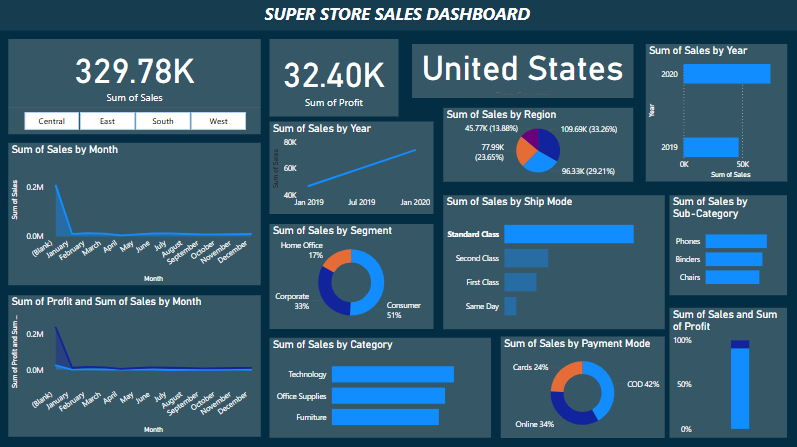 SUPER STORE SALES DASHBOARD
329.78K
Sum of Sales
Central East South West
32.40K
Sum of Profit
United States
Sum of Sales by Year
2020
2019
Year
0K 50K
Sum of Sales
Sum of Sales by Month
Sum of Sales
0.2M
0.0M
(Blank) January February March April May June July August September October November December
Month
Sum of Sales by Year
Sum of Sales
80K
60K
40K
Jan 2019 Jul 2019 Jan 2020
Sum of Sales by Region
45.77K (13.88%)
109.69K (33.26%)
77.99K
(23.65%)
96.33K (29.21%)
Sum of Sales by Segment
Home Office
17%
Corporate
33%
Consumer
51%
Sum of Sales by Ship Mode
Standard Class
Second Class
First Class
Same Day
Sum of Sales by
Sub-Category
Phones
Binders
Chairs
Sum of Profit and Sum of Sales by Month
Sum of Profit and Sum ...
0.2M
0.0M
(Blank) January February March April May June July August September October November December
Month
Sum of Sales by Category
Technology
Office Supplies
Furniture
Sum of Sales by Payment Mode
Cards 24%
COD 42%
Online 34%
Sum of Sales and Sum
of Profit
100%
50%
0%